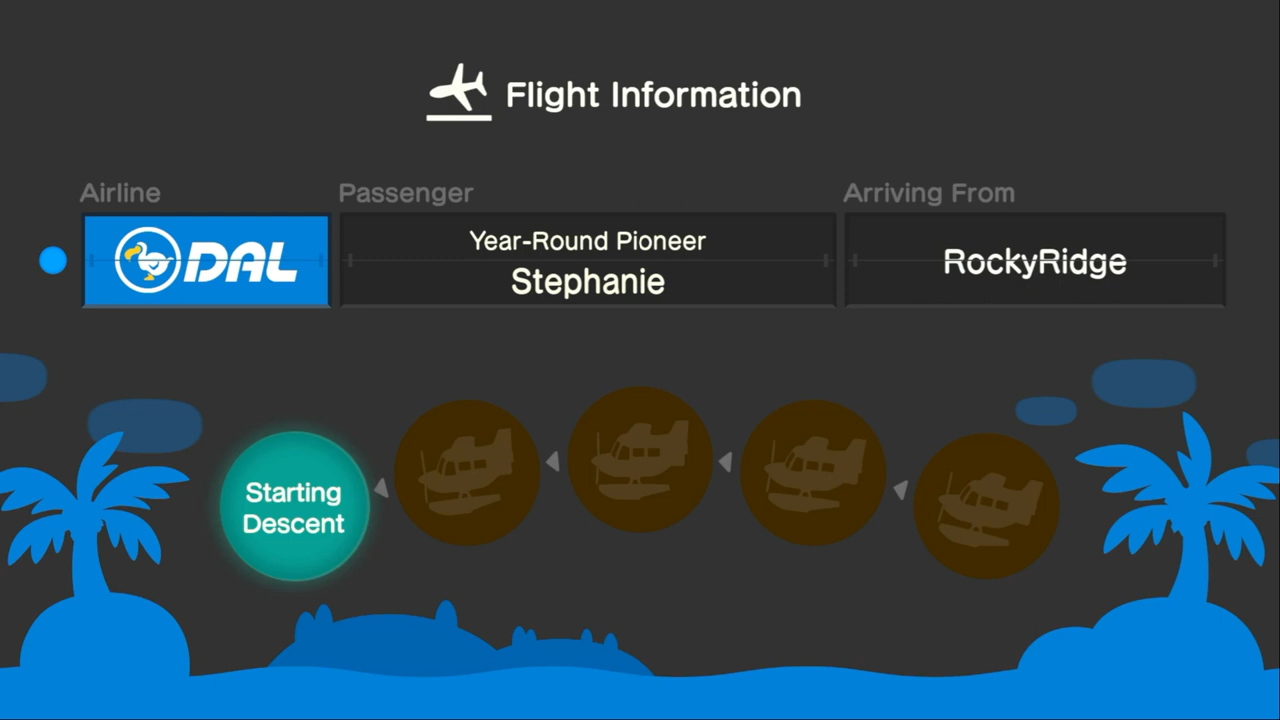 Flight Information
Airline
Passenger
Arriving From
DAL
Year-Round Pioneer
Stephanie
RockyRidge
Starting
Descent